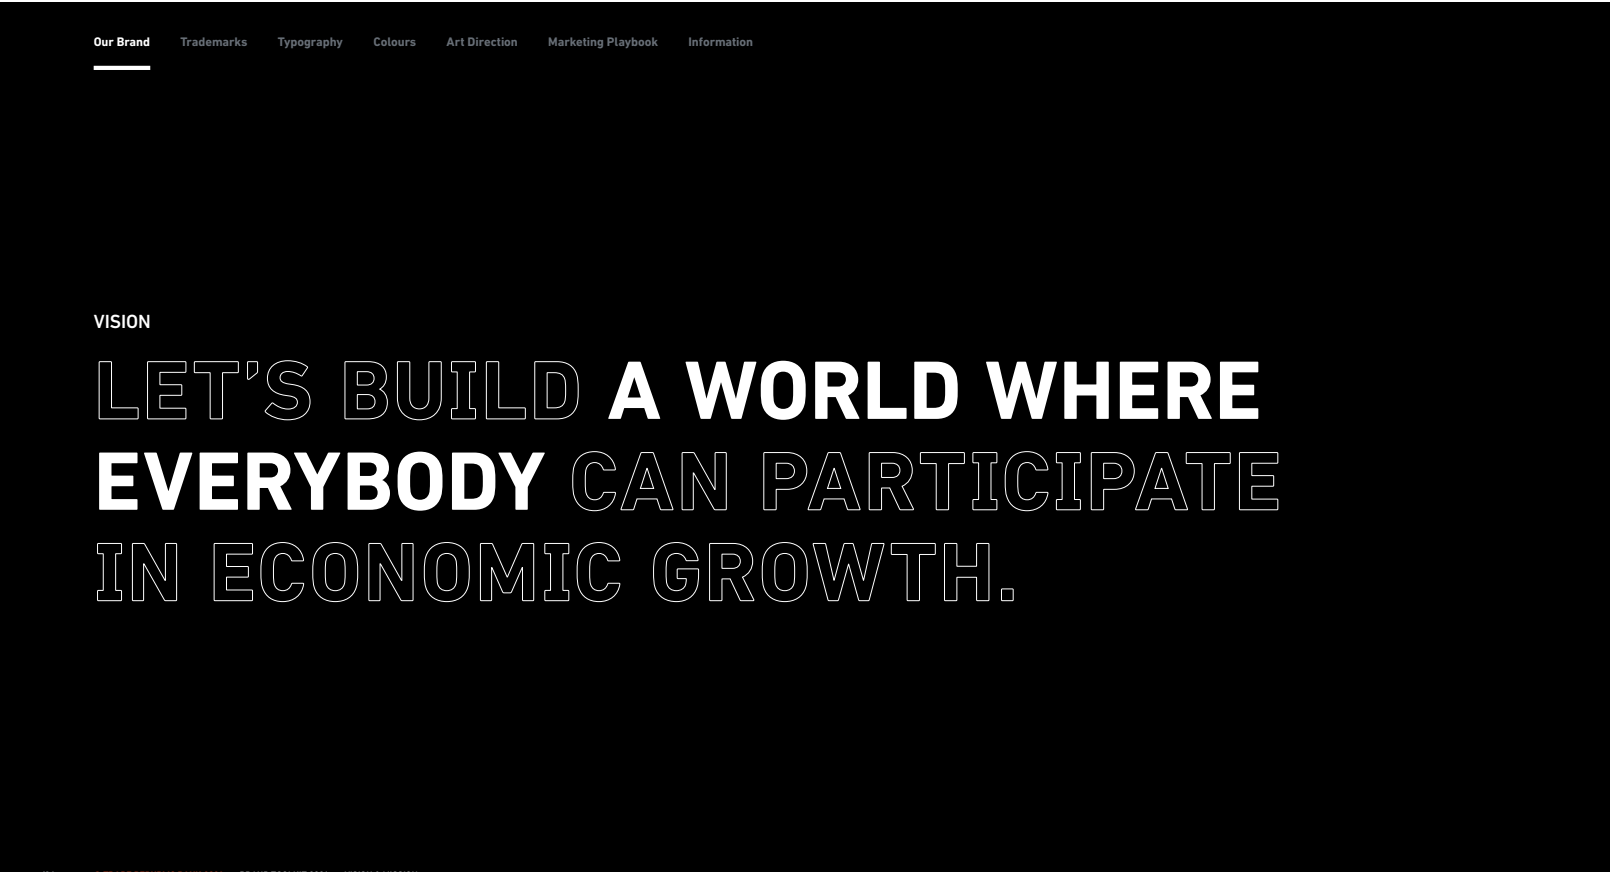 Our Brand Trademarks Typography Colours Art Direction Marketing Playbook Information
VISION
LET’S BUILD A WORLD WHERE
EVERYBODY CAN PARTICIPATE
IN ECONOMIC GROWTH.